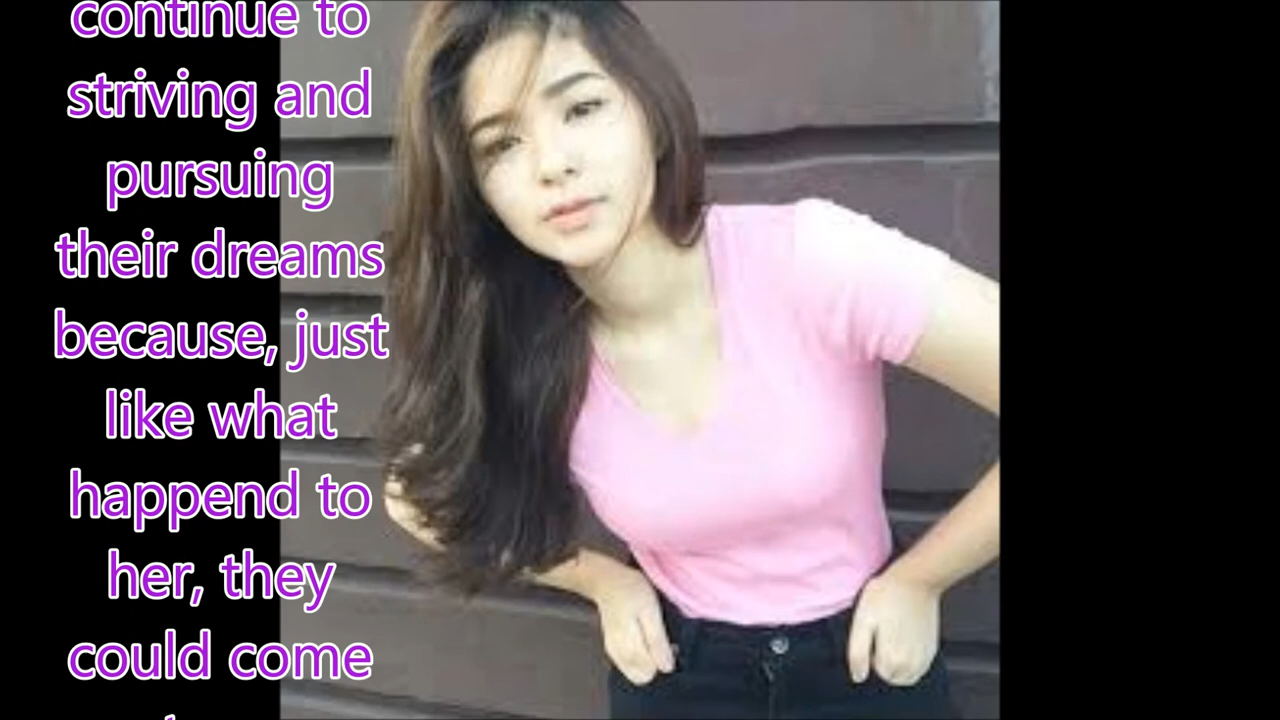 continue to
striving and
pursuing
their dreams
because, just
like what
happend to
her, they
could come